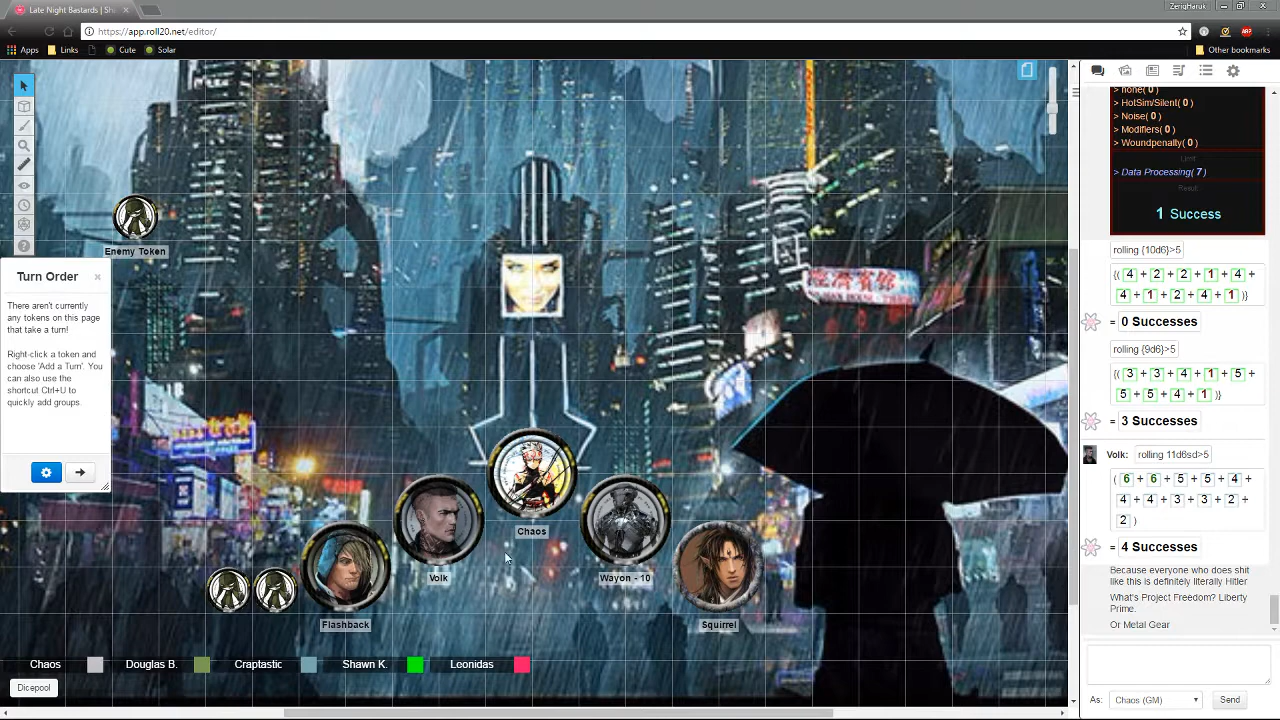 Late Night Bastards | Sh
ZerigHeruk
https://app.roll20.net/editor/
Apps Links Cute Solar Other bookmarks
Enemy Token
Turn Order
There aren't currently
any tokens on this page
that take a turn!
Right-click a token and
choose 'Add a Turn'. You
can also use the
shortcut Ctrl+U to
quickly add groups.
Chaos
Volk
Wayon - 10
Flashback
Squirrel
Chaos Douglas B. Craptastic Shawn K. Leonidas
Dicepool
> none( 0 )
> HotSim/Silent( 0 )
> Noise( 0 )
> Modifiers( 0 )
> Woundpenalty( 0 )
Limit
> Data Processing( 7 )
Result
1 Success
rolling {10d6}>5
{( 4 + 2 + 2 + 1 + 4 +
4 + 1 + 2 + 4 + 1 )}
= 0 Successes
rolling {9d6}>5
{( 3 + 3 + 4 + 1 + 5 +
5 + 5 + 4 + 1 )}
= 3 Successes
Volk: rolling 11d6sd>5
( 6 + 6 + 5 + 5 + 4 +
4 + 4 + 3 + 3 + 2 +
2 )
= 4 Successes
Because everyone who does shit
like this is definitely literally Hitler
What's Project Freedom? Liberty
Prime.
Or Metal Gear
As: Chaos (GM) Send